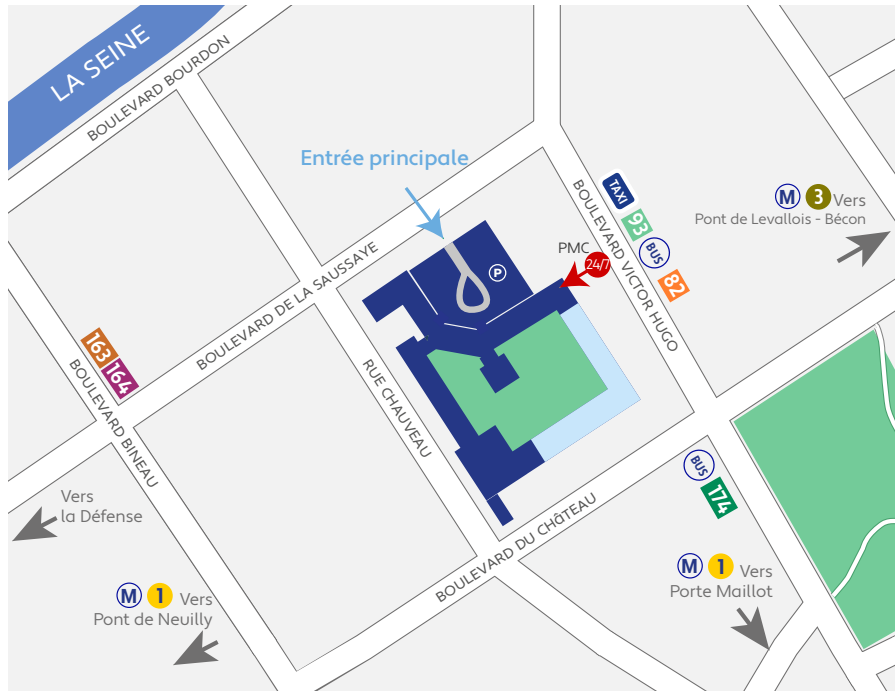 LA SEINE
BOULEVARD BOURDON
Entrée principale
TAXI
93
BUS
82
M 3 Vers
Pont de Levallois - Bécon
PMC
24/7
P
BOULEVARD VICTOR HUGO
BOULEVARD DE LA SAUSSAYE
163
164
BOULEVARD BINEAU
RUE CHAUVEAU
BUS
174
Vers
la Défense
BOULEVARD DU CHâTEAU
M 1 Vers
Pont de Neuilly
M 1 Vers
Porte Maillot